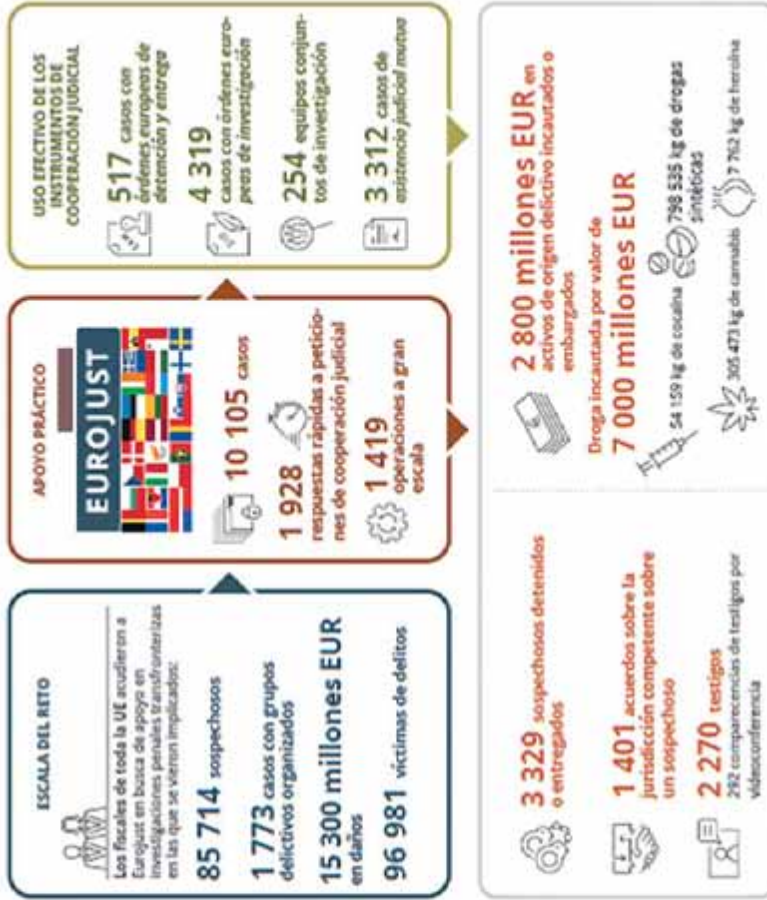 ESCALA DEL RETO
Los fiscales de toda la UE acudieron a
Eurojust en busca de apoyo en
investigaciones penales transfronterizas
en las que se vieron implicados:
85 714 sospechosos
1 773 casos con grupos
delictivos organizados
15 300 millones EUR
en daños
96 981 víctimas de delitos
APOYO PRÁCTICO
EUROJUST
10 105 casos
1 928
respuestas rápidas a peticio-
nes de cooperación judicial
1 419
operaciones a gran
escala
USO EFECTIVO DE LOS
INSTRUMENTOS DE
COOPERACIÓN JUDICIAL
517 casos con
órdenes europeas de
detención y entrega
4 319
casos con órdenes euro-
peas de investigación
254 equipos conjun-
tos de investigación
3 312 casos de
asistencia judicial mutua
3 329 sospechosos detenidos
o entregados
1 401 acuerdos sobre la
jurisdicción competente sobre
un sospechoso
2 270 testigos
292 comparecencias de testigos por
videoconferencia
2 800 millones EUR en
activos de origen delictivo incautados o
embargados
Droga incautada por valor de
7 000 millones EUR
54 159 kg de cocaína
798 535 kg de drogas
sintéticas
305 473 kg de cannabis
7 762 kg de heroína